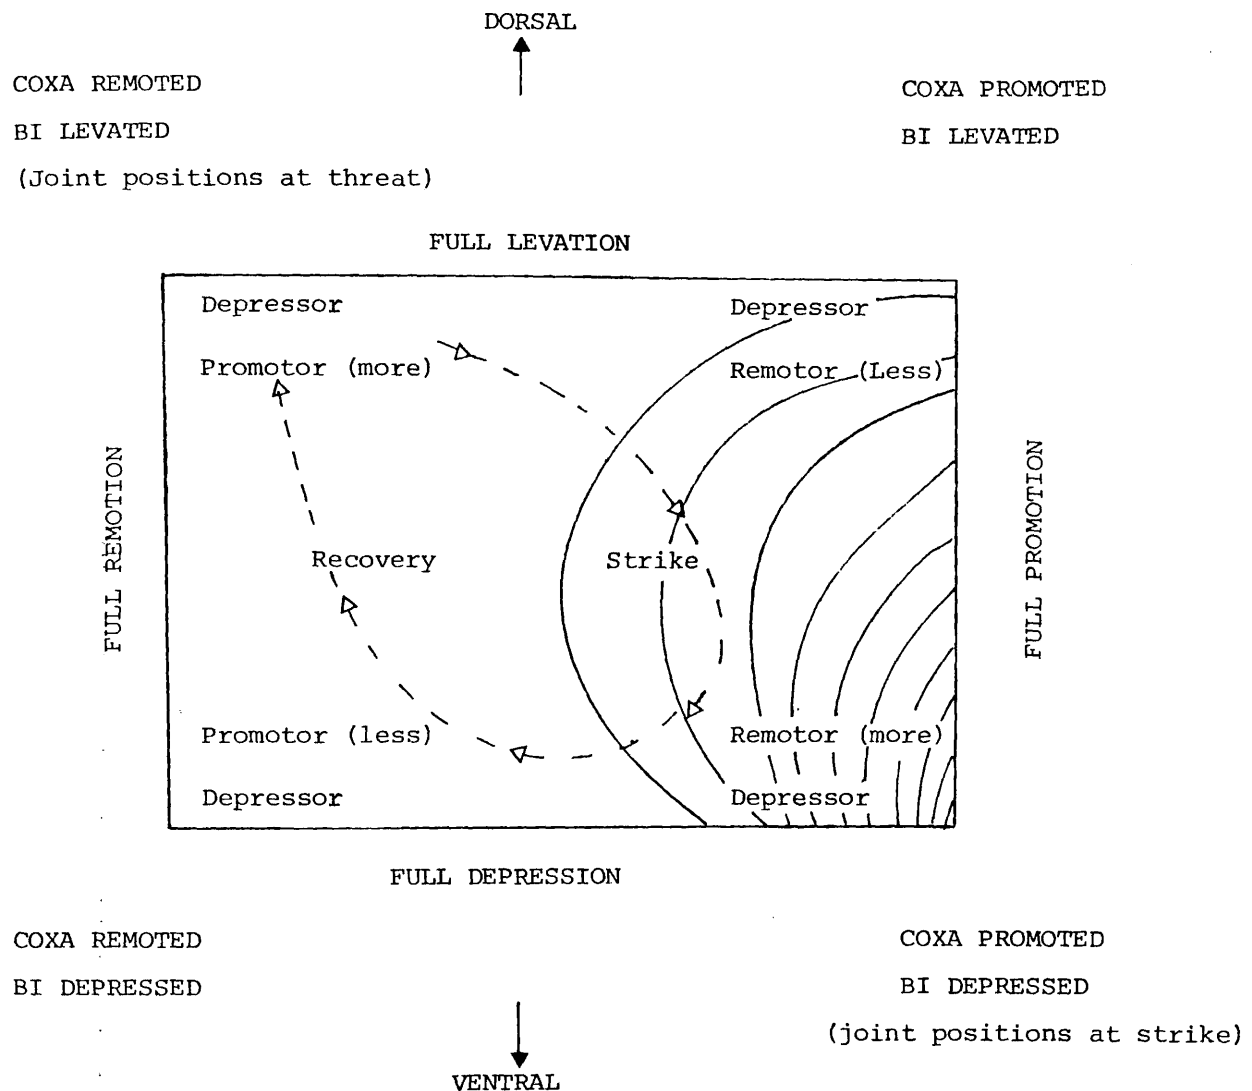 DORSAL
COXA REMOTED
BI LEVATED
(Joint positions at threat)
COXA PROMOTED
BI LEVATED
FULL LEVATION
Depressor
Promotor (more)
Depressor
Remotor (Less)
FULL REMOTION
Recovery
Strike
FULL PROMOTION
Promotor (less)
Depressor
Remotor (more)
Depressor
FULL DEPRESSION
COXA REMOTED
BI DEPRESSED
COXA PROMOTED
BI DEPRESSED
(joint positions at strike)
VENTRAL